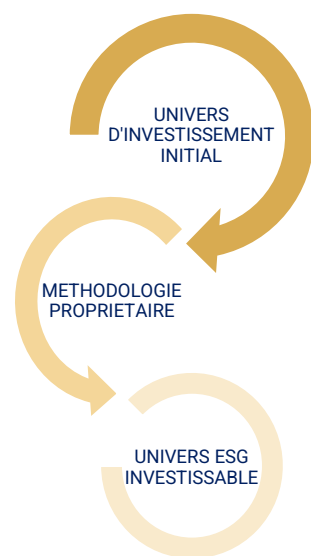 UNIVERS
D'INVESTISSEMENT
INITIAL
METHODOLOGIE
PROPRIETAIRE
UNIVERS ESG
INVESTISSABLE